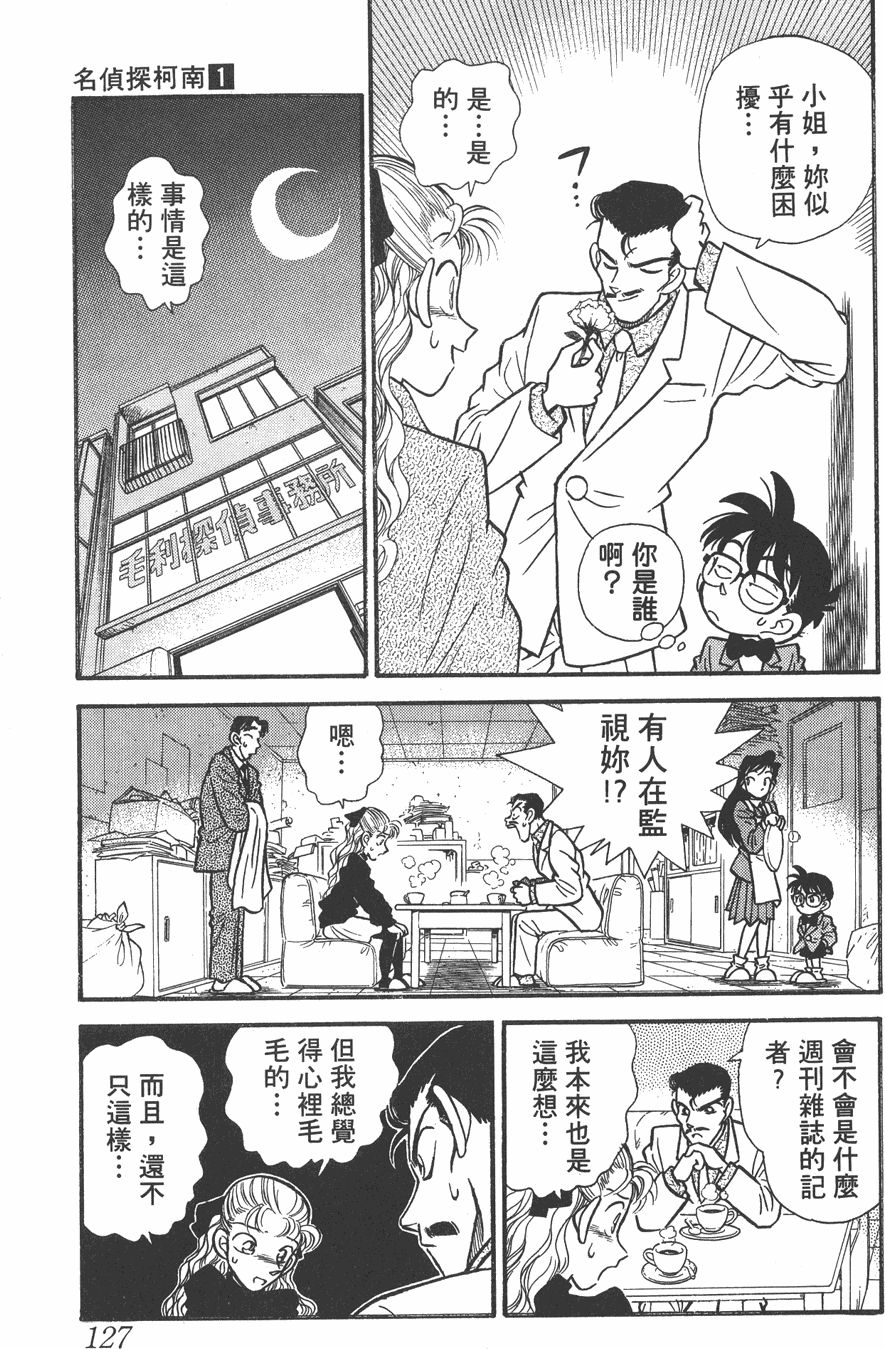 名偵探柯南1
小姐，妳似
乎有什麼困
擾…
是…是
的…
你是誰
啊？
事情是這
樣的…
毛利探偵事務所
有人在監
視妳!?
嗯…
會不會是什麼
週刊雜誌的記
者？
我本來也是
這麼想…
但我總覺
得心裡毛
毛的…
而且，還不
只這樣…
127